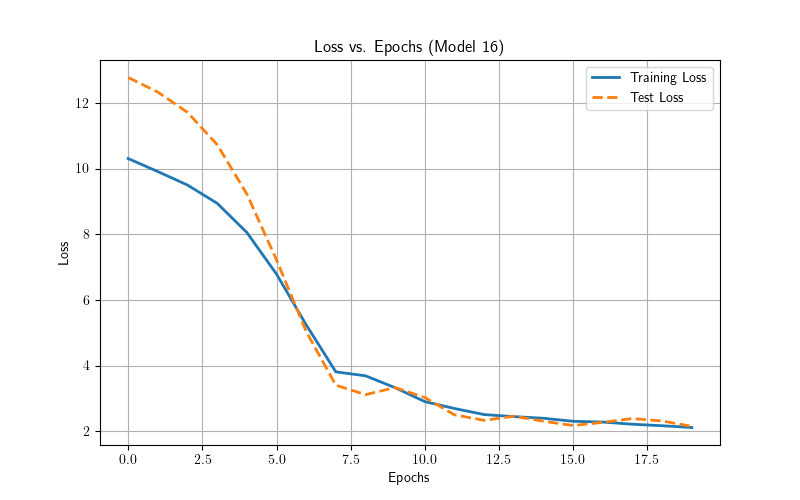 Loss vs. Epochs (Model 16)
Training Loss
Test Loss
12
10
8
6
4
2
Loss
0.0 2.5 5.0 7.5 10.0 12.5 15.0 17.5
Epochs